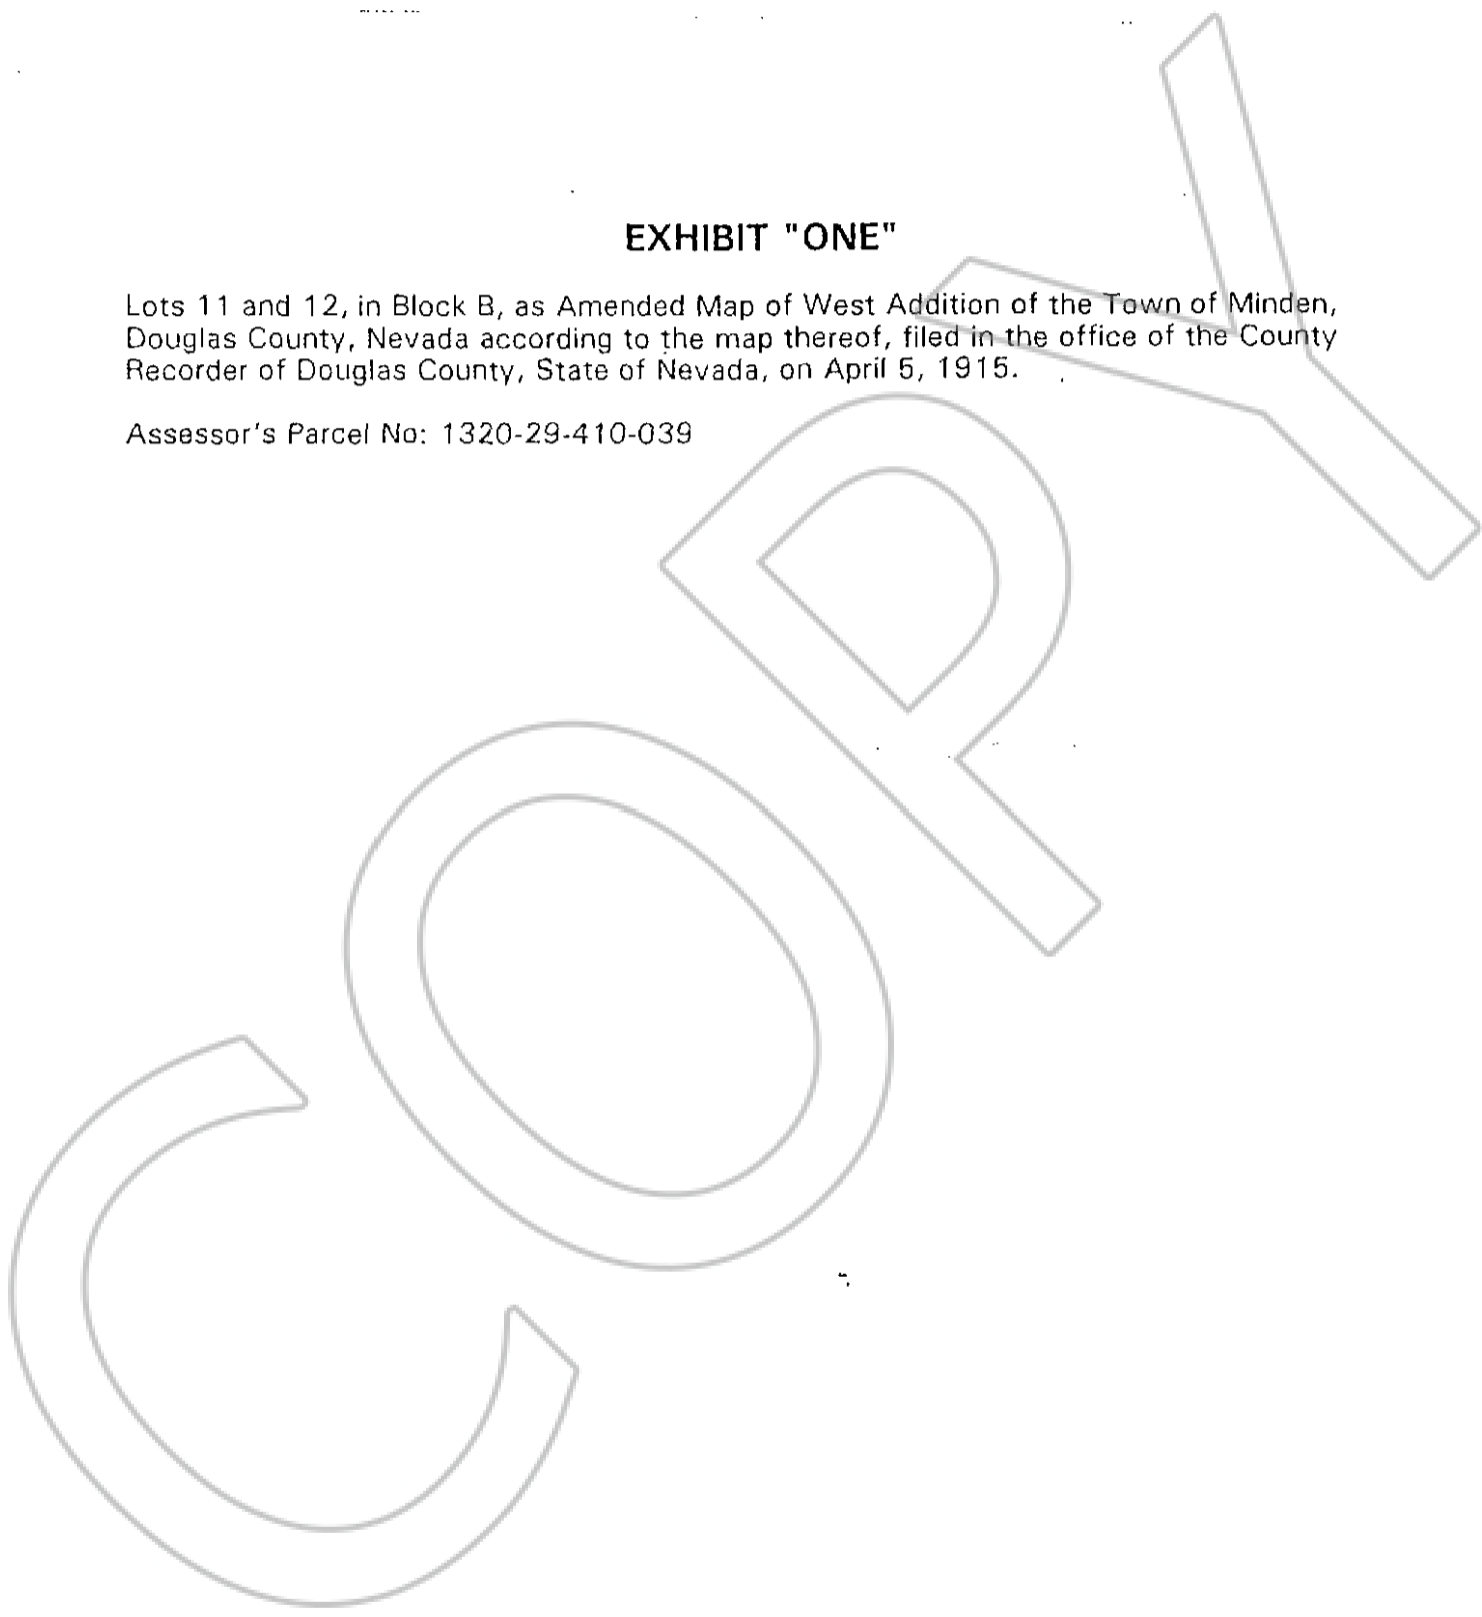 EXHIBIT "ONE"
Lots 11 and 12, in Block B, as Amended Map of West Addition of the Town of Minden,
Douglas County, Nevada according to the map thereof, filed in the office of the County
Recorder of Douglas County, State of Nevada, on April 5, 1915.
Assessor's Parcel No: 1320-29-410-039
COPY